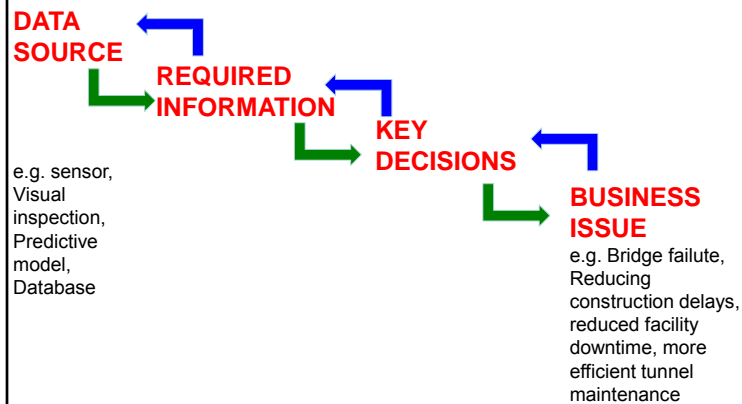 DATA
SOURCE
REQUIRED
INFORMATION
KEY
DECISIONS
e.g. sensor,
Visual
inspection,
Predictive
model,
Database
BUSINESS
ISSUE
e.g. Bridge failute,
Reducing
construction delays,
reduced facility
downtime, more
efficient tunnel
maintenance